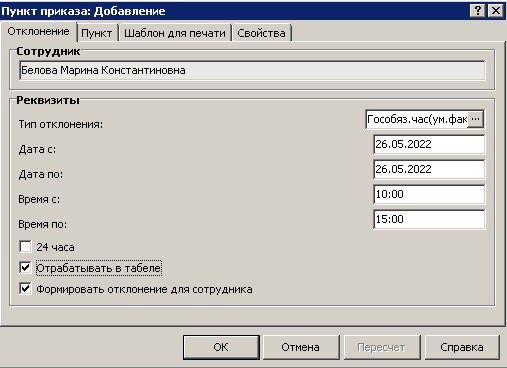 Пункт приказа: Добавление
Отклонение Пункт Шаблон для печати Свойства
Сотрудник
Белова Марина Константиновна
Реквизиты
Тип отклонения: Гособяз.час(ум.фак ...
Дата с: 26.05.2022
Дата по: 26.05.2022
Время с: 10:00
Время по: 15:00
24 часа
Отрабатывать в табеле
Формировать отклонение для сотрудника
ОК Отмена Пересчет Справка